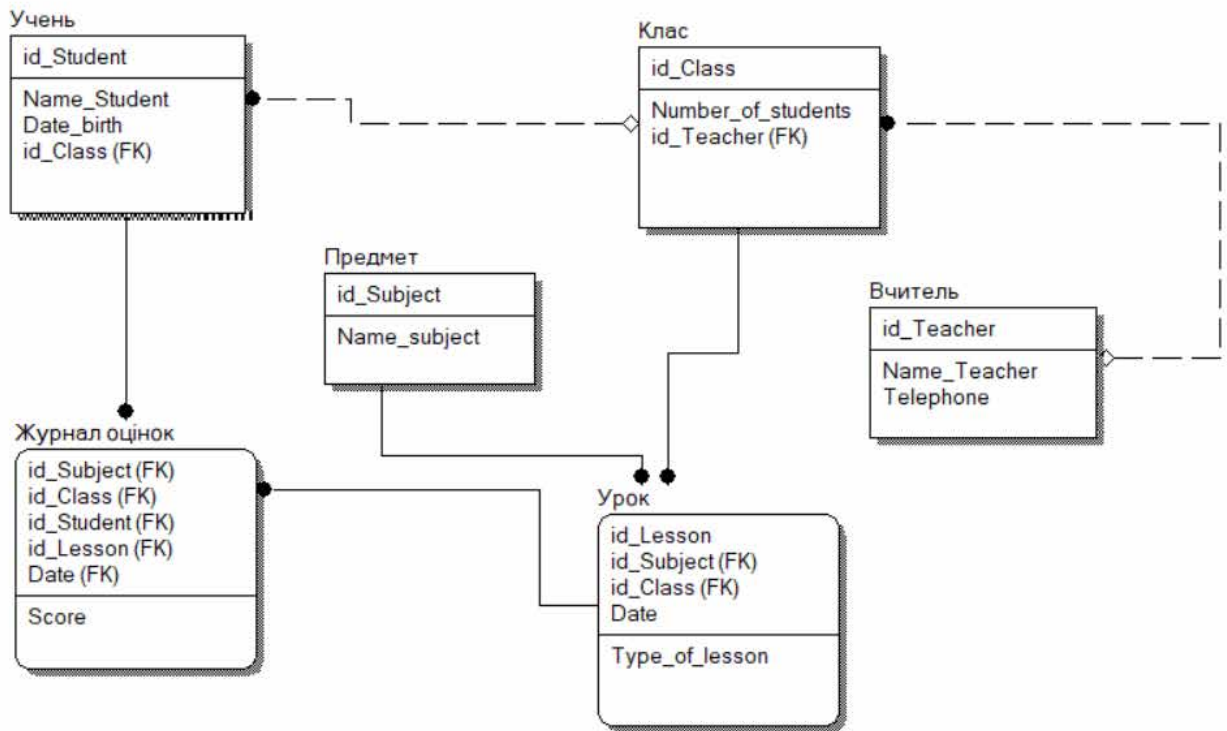 Учень
id_Student
Name_Student
Date_birth
id_Class (FK)
Клас
id_Class
Number_of_students
id_Teacher (FK)
Предмет
id_Subject
Name_subject
Вчитель
id_Teacher
Name_Teacher
Telephone
Журнал оцінок
id_Subject (FK)
id_Class (FK)
id_Student (FK)
id_Lesson (FK)
Date (FK)
Score
Урок
id_Lesson
id_Subject (FK)
id_Class (FK)
Date
Type_of_lesson